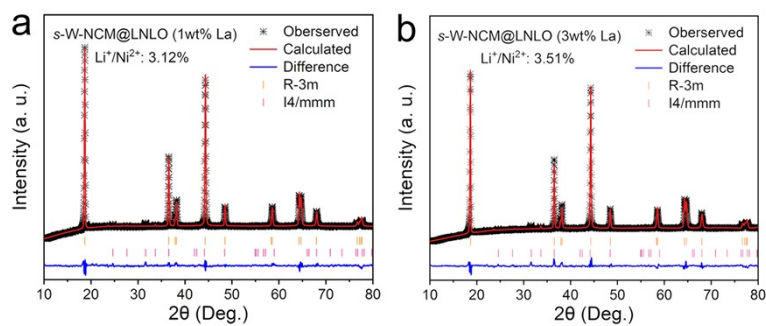 a
s-W-NCM@LNLO (1wt% La)
Li⁺/Ni²⁺: 3.12%
Oberserved
Calculated
Difference
R-3m
I4/mmm
Intensity (a. u.)
10 20 30 40 50 60 70 80
2θ (Deg.)
b
s-W-NCM@LNLO (3wt% La)
Li⁺/Ni²⁺: 3.51%
Oberserved
Calculated
Difference
R-3m
I4/mmm
Intensity (a. u.)
10 20 30 40 50 60 70 80
2θ (Deg.)